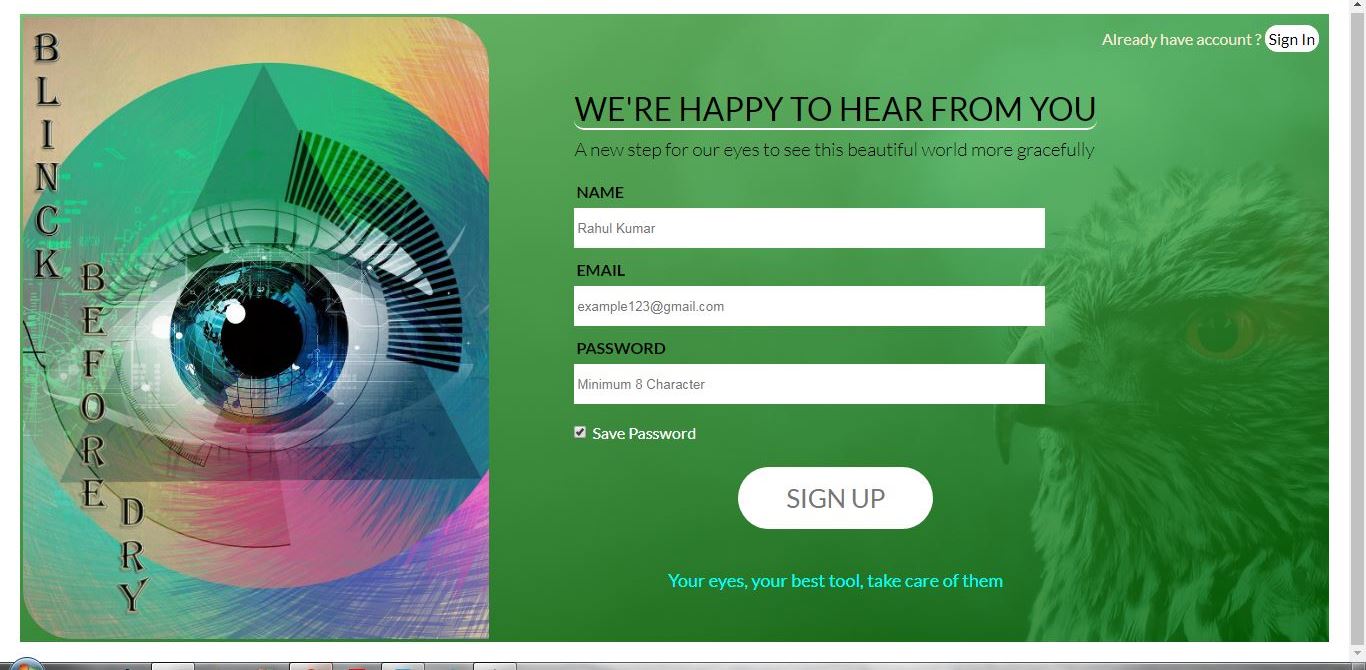 BLINCK
BEFORE
DRY
Already have account ? Sign In
WE'RE HAPPY TO HEAR FROM YOU
A new step for our eyes to see this beautiful world more gracefully
NAME
Rahul Kumar
EMAIL
example123@gmail.com
PASSWORD
Minimum 8 Character
Save Password
SIGN UP
Your eyes, your best tool, take care of them